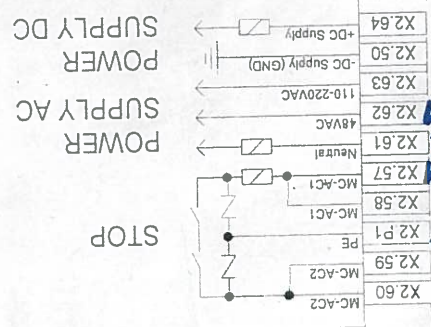 X2.60 MC-AC2
X2.59 MC-AC2
X2.P1 PE
X2.58 MC-AC1
X2.57 MC-AC1
X2.61 Neutral
X2.62 48VAC
X2.63 110-220VAC
X2.50 -DC Supply (GND)
X2.64 +DC Supply
STOP
POWER
SUPPLY AC
POWER
SUPPLY DC